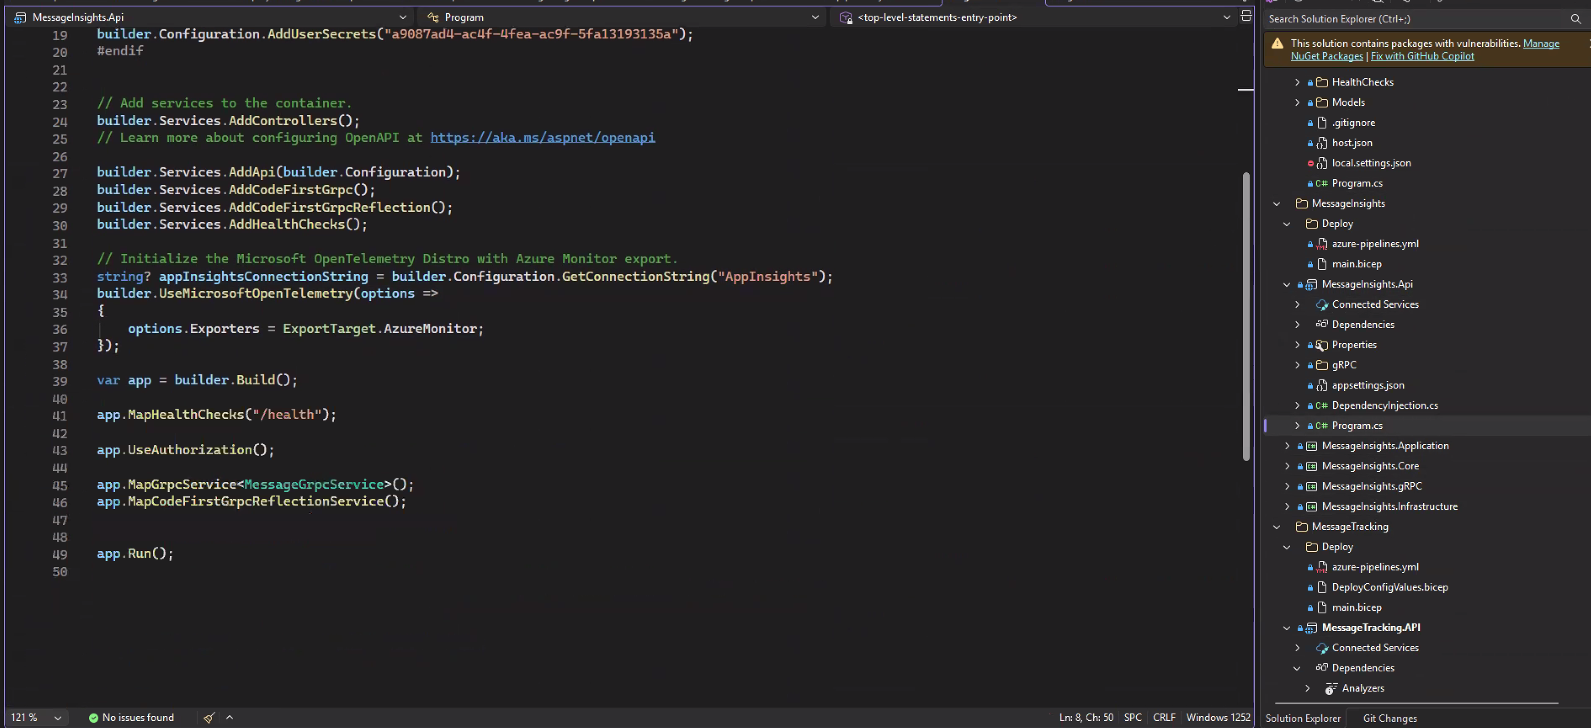 MessageInsights.Api
Program
<top-level-statements-entry-point>
19 builder.Configuration.AddUserSecrets("a9087ad4-ac4f-4fea-ac9f-5fa13193135a");
20 #endif
21
22
23 // Add services to the container.
24 builder.Services.AddControllers();
25 // Learn more about configuring OpenAPI at https://aka.ms/aspnet/openapi
26
27 builder.Services.AddApi(builder.Configuration);
28 builder.Services.AddCodeFirstGrpc();
29 builder.Services.AddCodeFirstGrpcReflection();
30 builder.Services.AddHealthChecks();
31
32 // Initialize the Microsoft OpenTelemetry Distro with Azure Monitor export.
33 string? appInsightsConnectionString = builder.Configuration.GetConnectionString("AppInsights");
34 builder.UseMicrosoftOpenTelemetry(options =>
35 {
36 options.Exporters = ExportTarget.AzureMonitor;
37 });
38
39 var app = builder.Build();
40
41 app.MapHealthChecks("/health");
42
43 app.UseAuthorization();
44
45 app.MapGrpcService<MessageGrpcService>();
46 app.MapCodeFirstGrpcReflectionService();
47
48
49 app.Run();
50
121 %
No issues found
Ln: 8, Ch: 50
SPC
CRLF
Windows 1252
Search Solution Explorer (Ctrl+;)
This solution contains packages with vulnerabilities. Manage
NuGet Packages | Fix with GitHub Copilot
HealthChecks
Models
.gitignore
host.json
local.settings.json
C# Program.cs
MessageInsights
Deploy
azure-pipelines.yml
main.bicep
MessageInsights.Api
Connected Services
Dependencies
Properties
gRPC
appsettings.json
C# DependencyInjection.cs
C# Program.cs
MessageInsights.Application
MessageInsights.Core
MessageInsights.gRPC
MessageInsights.Infrastructure
MessageTracking
Deploy
azure-pipelines.yml
DeployConfigValues.bicep
main.bicep
MessageTracking.API
Connected Services
Dependencies
Analyzers
Solution Explorer
Git Changes